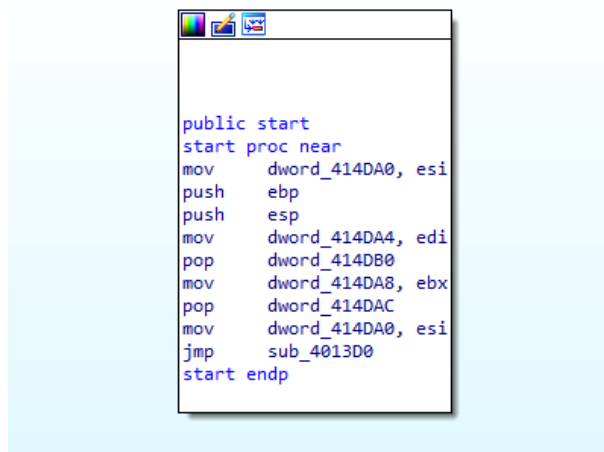 public start
start proc near
mov dword_414DA0, esi
push ebp
push esp
mov dword_414DA4, edi
pop dword_414DB0
mov dword_414DA8, ebx
pop dword_414DAC
mov dword_414DA0, esi
jmp sub_4013D0
start endp